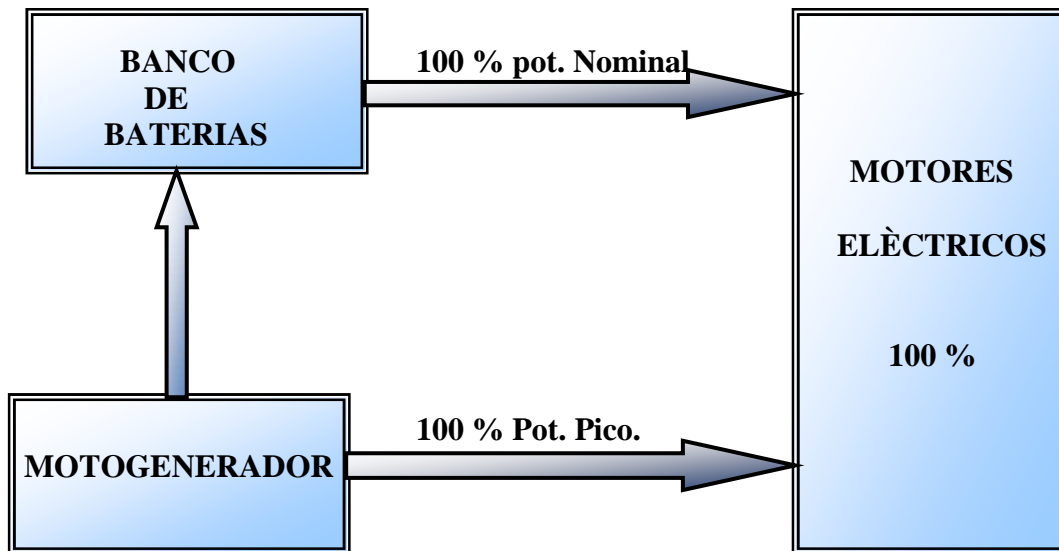 BANCO
DE
BATERIAS
100 % pot. Nominal
MOTORES
ELÈCTRICOS
100 %
MOTOGENERADOR
100 % Pot. Pico.